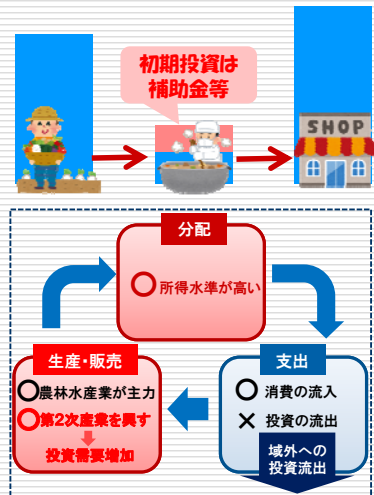 初期投資は
補助金等
SHOP
分配
○ 所得水準が高い
生産・販売
○農林水産業が主力
○第2次産業を興す
投資需要増加
支出
○ 消費の流入
× 投資の流出
域外への
投資流出